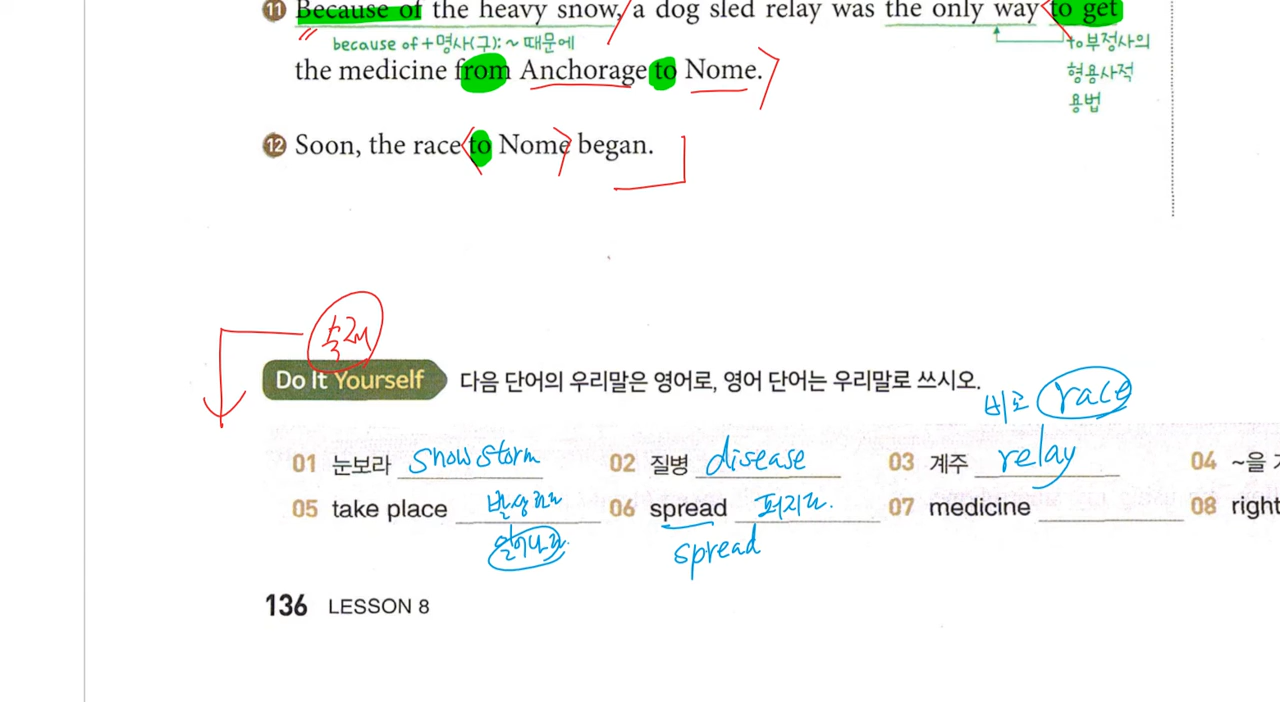 11 Because of the heavy snow, a dog sled relay was the only way to get
because of + 명사(구): ~ 때문에
to부정사의
형용사적
용법
the medicine from Anchorage to Nome.
12 Soon, the race to Nome began.
숙제
Do It Yourself 다음 단어의 우리말은 영어로, 영어 단어는 우리말로 쓰시오.
비교 race
01 눈보라 snowstorm 02 질병 disease 03 계주 relay 04 ~을
05 take place 발생하다 06 spread 퍼지다. 07 medicine 08 right
일어나다 spread
136 LESSON 8